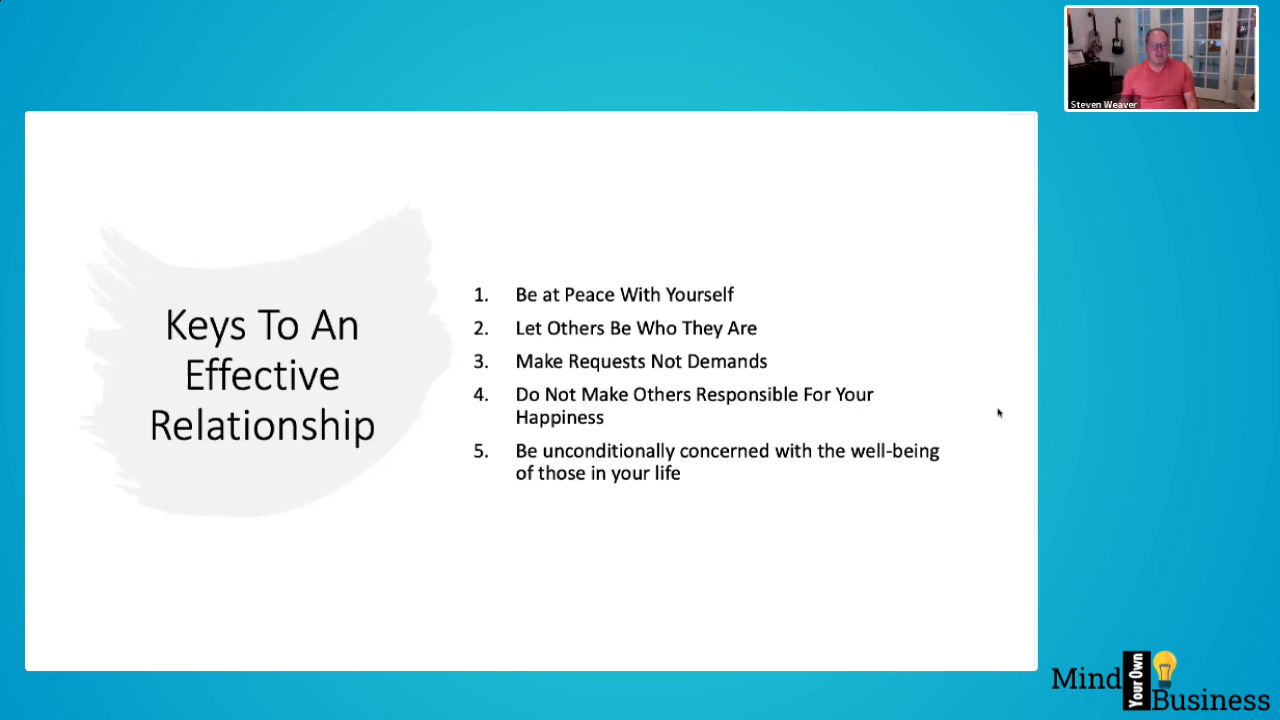 Steven Weaver
Keys To An
Effective
Relationship
1. Be at Peace With Yourself
2. Let Others Be Who They Are
3. Make Requests Not Demands
4. Do Not Make Others Responsible For Your
Happiness
5. Be unconditionally concerned with the well-being
of those in your life
Mind
Your Own
Business